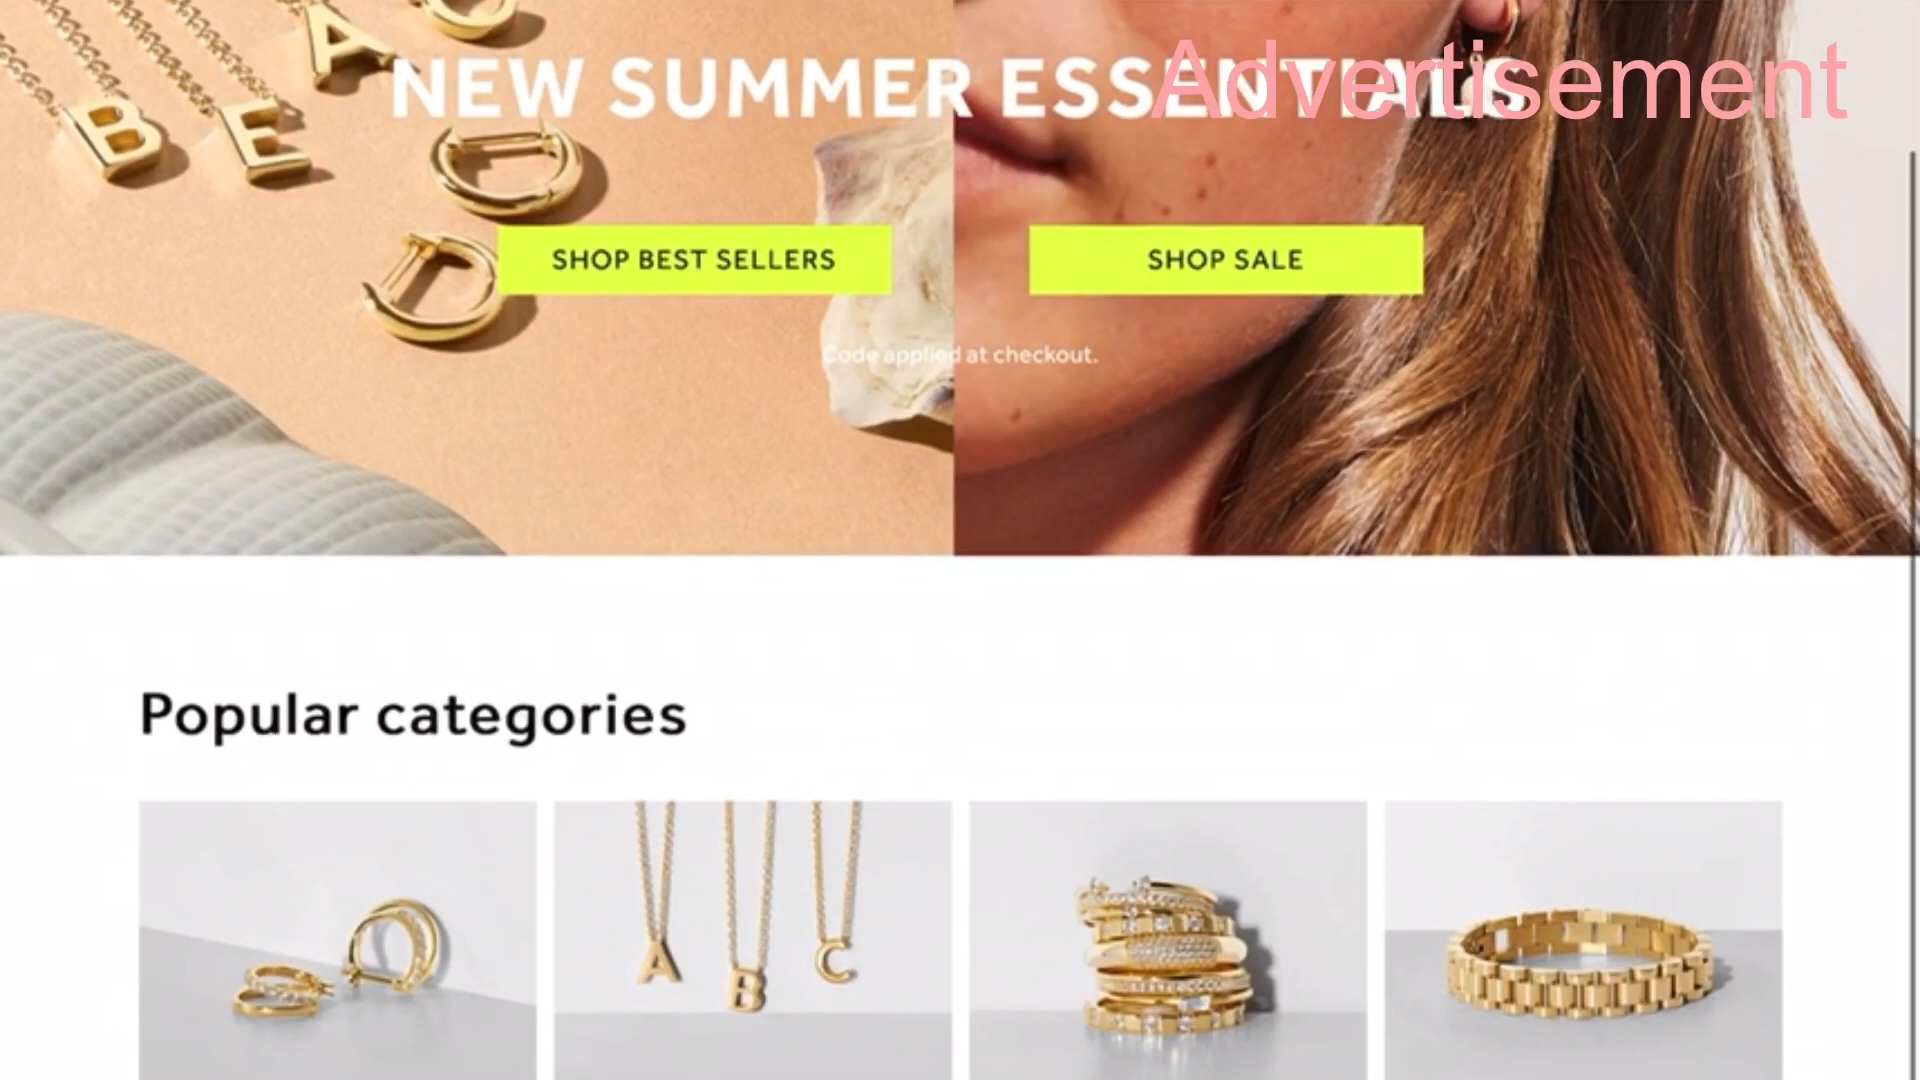 NEW SUMMER ESSENTIALS
Advertisement
SHOP BEST SELLERS
SHOP SALE
Code applied at checkout.
Popular categories
A
C
B
E
A
B
C